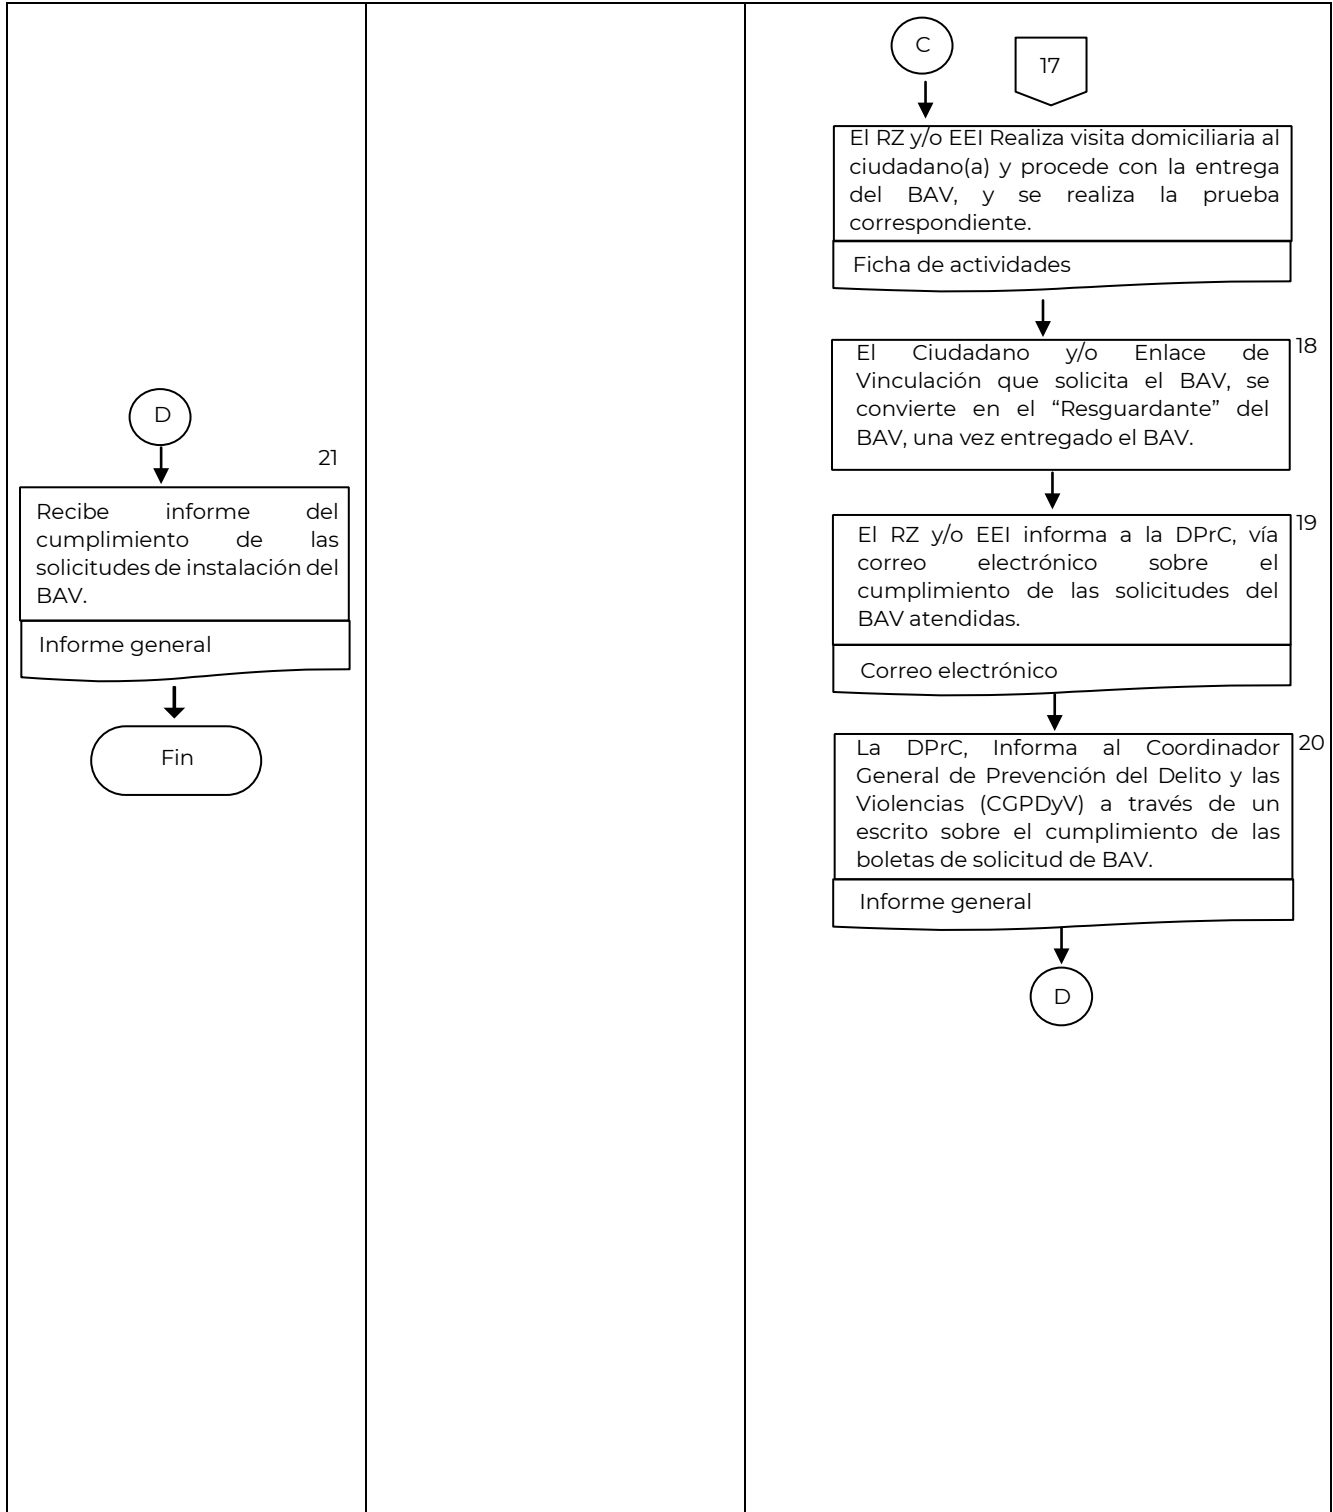 C
17
El RZ y/o EEI Realiza visita domiciliaria al
ciudadano(a) y procede con la entrega
del BAV, y se realiza la prueba
correspondiente.
Ficha de actividades
18
El Ciudadano y/o Enlace de
Vinculación que solicita el BAV, se
convierte en el “Resguardante” del
BAV, una vez entregado el BAV.
19
El RZ y/o EEI informa a la DPrC, vía
correo electrónico sobre el
cumplimiento de las solicitudes del
BAV atendidas.
Correo electrónico
20
La DPrC, Informa al Coordinador
General de Prevención del Delito y las
Violencias (CGPDyV) a través de un
escrito sobre el cumplimiento de las
boletas de solicitud de BAV.
Informe general
D
D
21
Recibe informe del
cumplimiento de las
solicitudes de instalación del
BAV.
Informe general
Fin